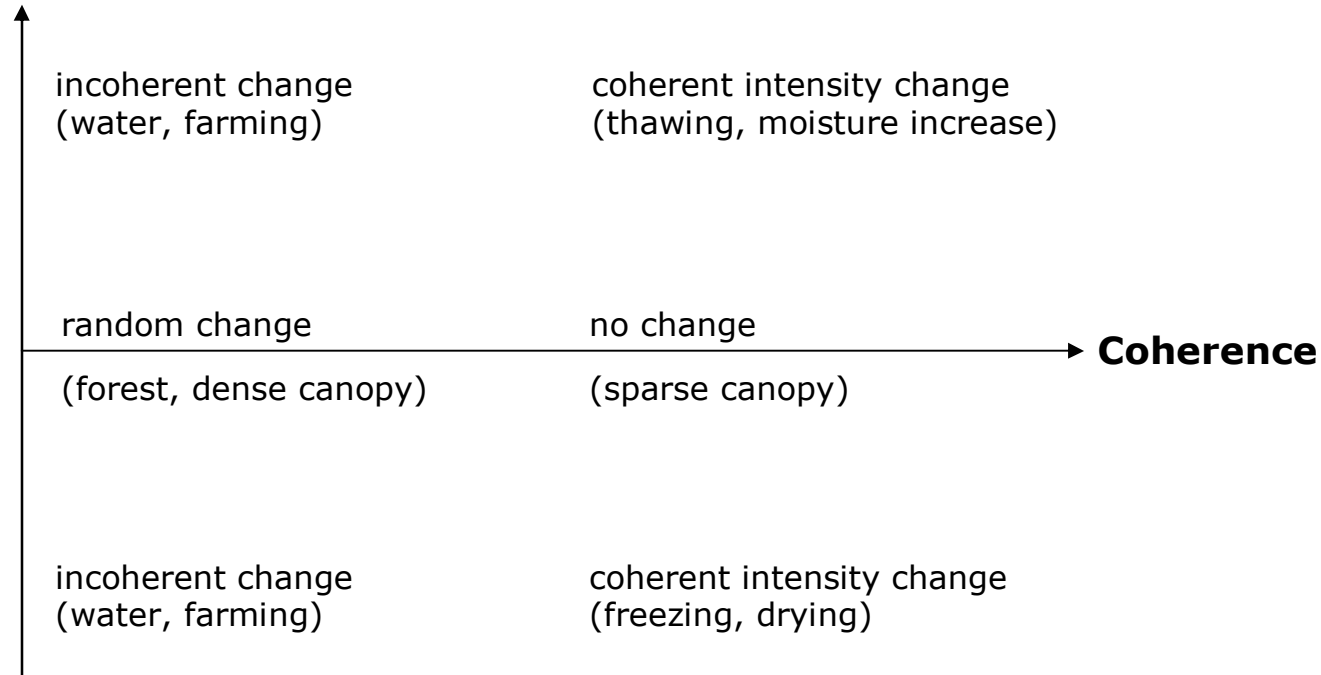 incoherent change
(water, farming)
coherent intensity change
(thawing, moisture increase)
random change
no change
Coherence
(forest, dense canopy)
(sparse canopy)
incoherent change
(water, farming)
coherent intensity change
(freezing, drying)